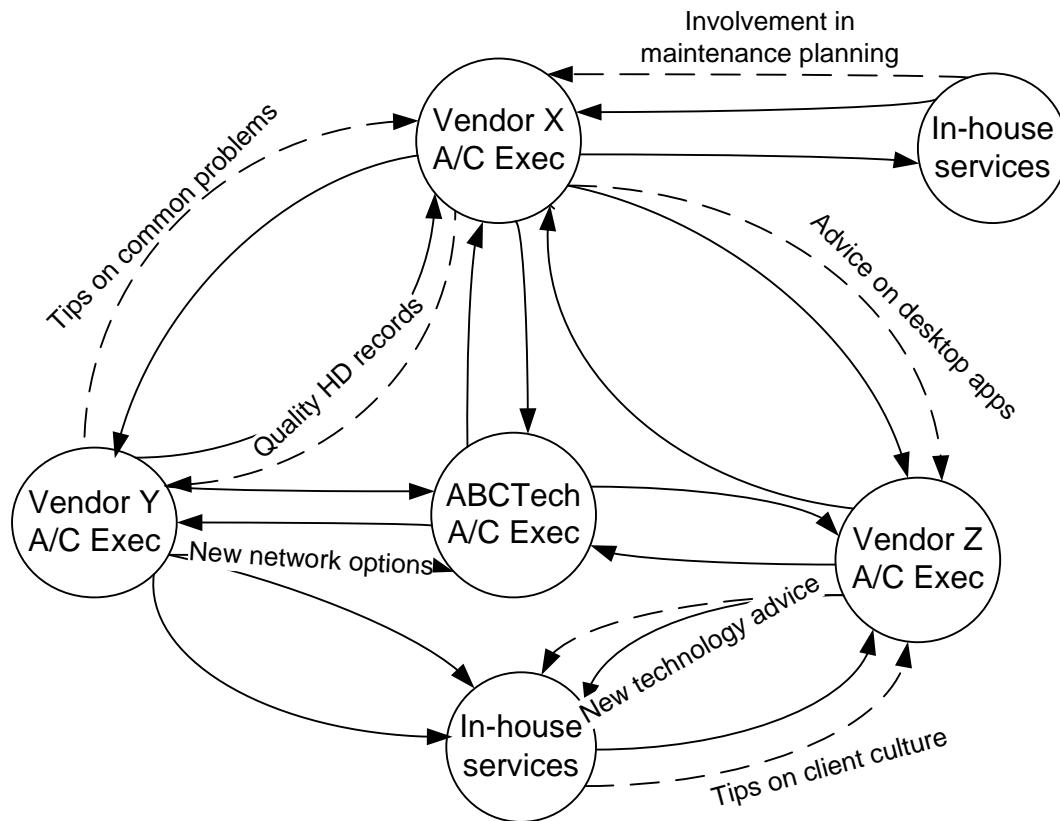 Involvement in
maintenance planning
Vendor X
A/C Exec
In-house
services
Tips on common problems
Advice on desktop apps
Quality HD records
Vendor Y
A/C Exec
ABCTech
A/C Exec
Vendor Z
A/C Exec
New network options
New technology advice
In-house
services
Tips on client culture